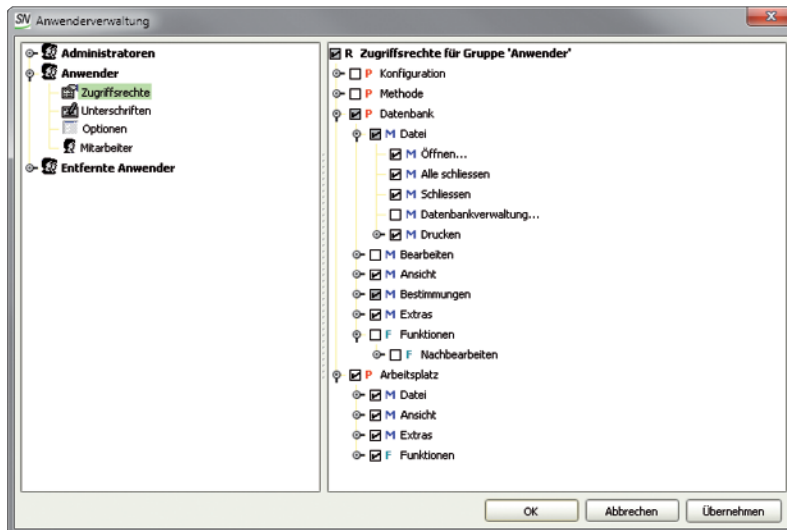 SN Anwenderverwaltung
Administratoren
Anwender
Zugriffsrechte
Unterschriften
Optionen
Mitarbeiter
Entfernte Anwender
R Zugriffsrechte für Gruppe 'Anwender'
P Konfiguration
P Methode
P Datenbank
M Datei
M Öffnen...
M Alle schliessen
M Schliessen
M Datenbankverwaltung...
M Drucken
M Bearbeiten
M Ansicht
M Bestimmungen
M Extras
F Funktionen
F Nachbearbeiten
P Arbeitsplatz
M Datei
M Ansicht
M Extras
F Funktionen
OK Abbrechen Übernehmen